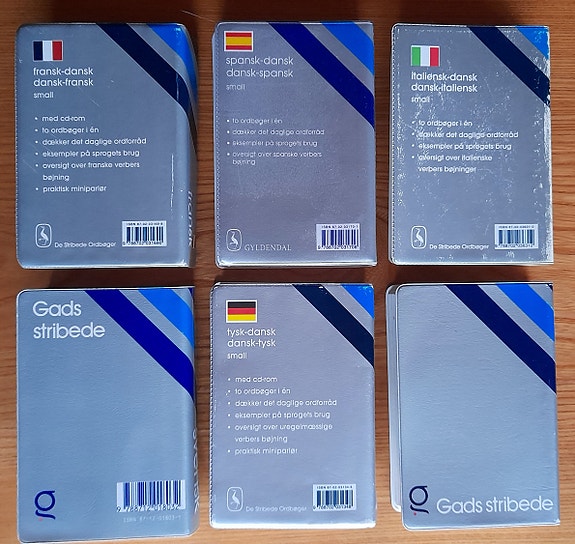 fransk-dansk
dansk-fransk
small
• med cd-rom
• to ordbøger i én
• dækker det daglige ordforråd
• eksempler på sprogets brug
• oversigt over franske verbers
bøjning
• praktisk miniparlør
De Stribede Ordbøger
spansk-dansk
dansk-spansk
small
• to ordbøger i én
• dækker det daglige ordforråd
• eksempler på sprogets brug
• oversigt over spanske verbers
bøjning
GYLDENDAL
italiensk-dansk
dansk-italiensk
small
• to ordbøger i én
• dækker det daglige ordforråd
• eksempler på sprogets brug
• oversigt over italienske
verbers bøjninger
De Stribede Ordbøger
Gads
stribede
tysk-dansk
dansk-tysk
small
• med cd-rom
• to ordbøger i én
• dækker det daglige ordforråd
• eksempler på sprogets brug
• oversigt over uregelmæssige
verbers bøjning
• praktisk miniparlør
De Stribede Ordbøger
Gads stribede